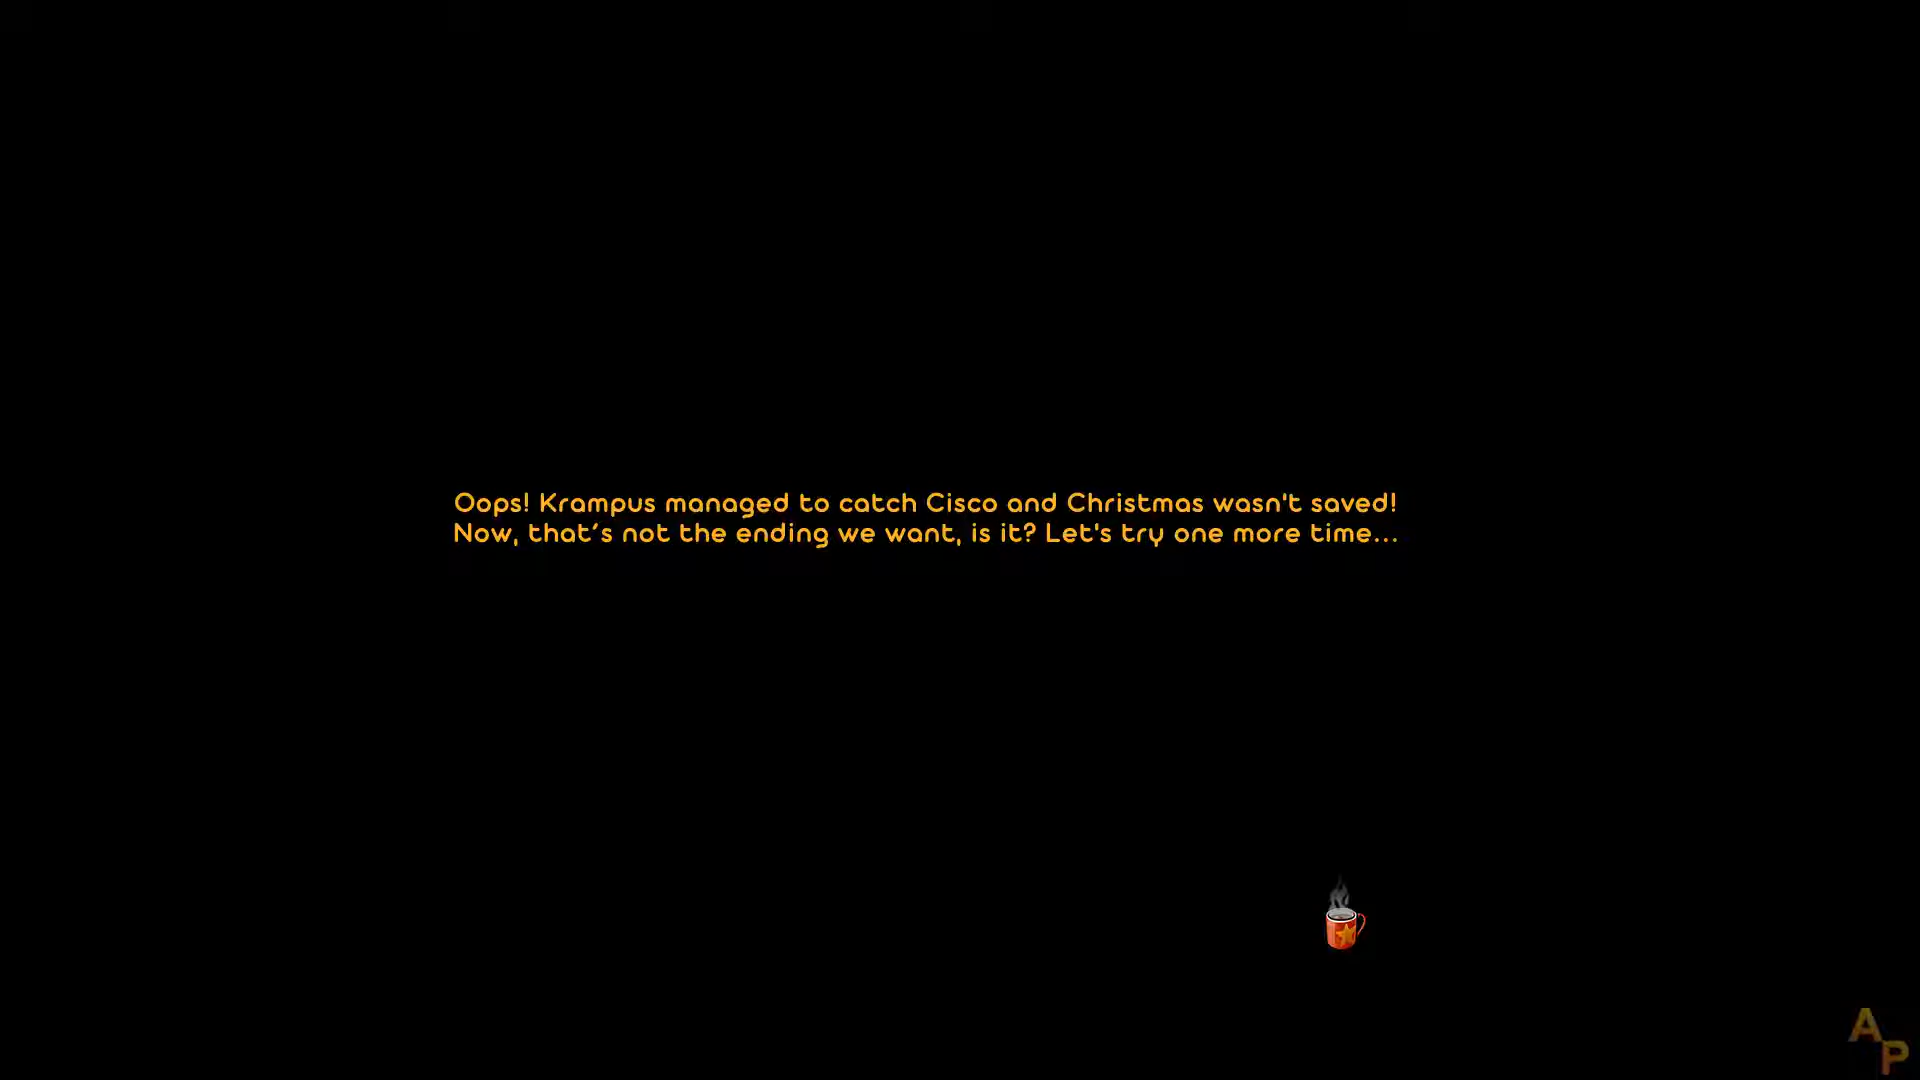 Oops! Krampus managed to catch Cisco and Christmas wasn't saved!
Now, that´s not the ending we want, is it? Let's try one more time...
A
P